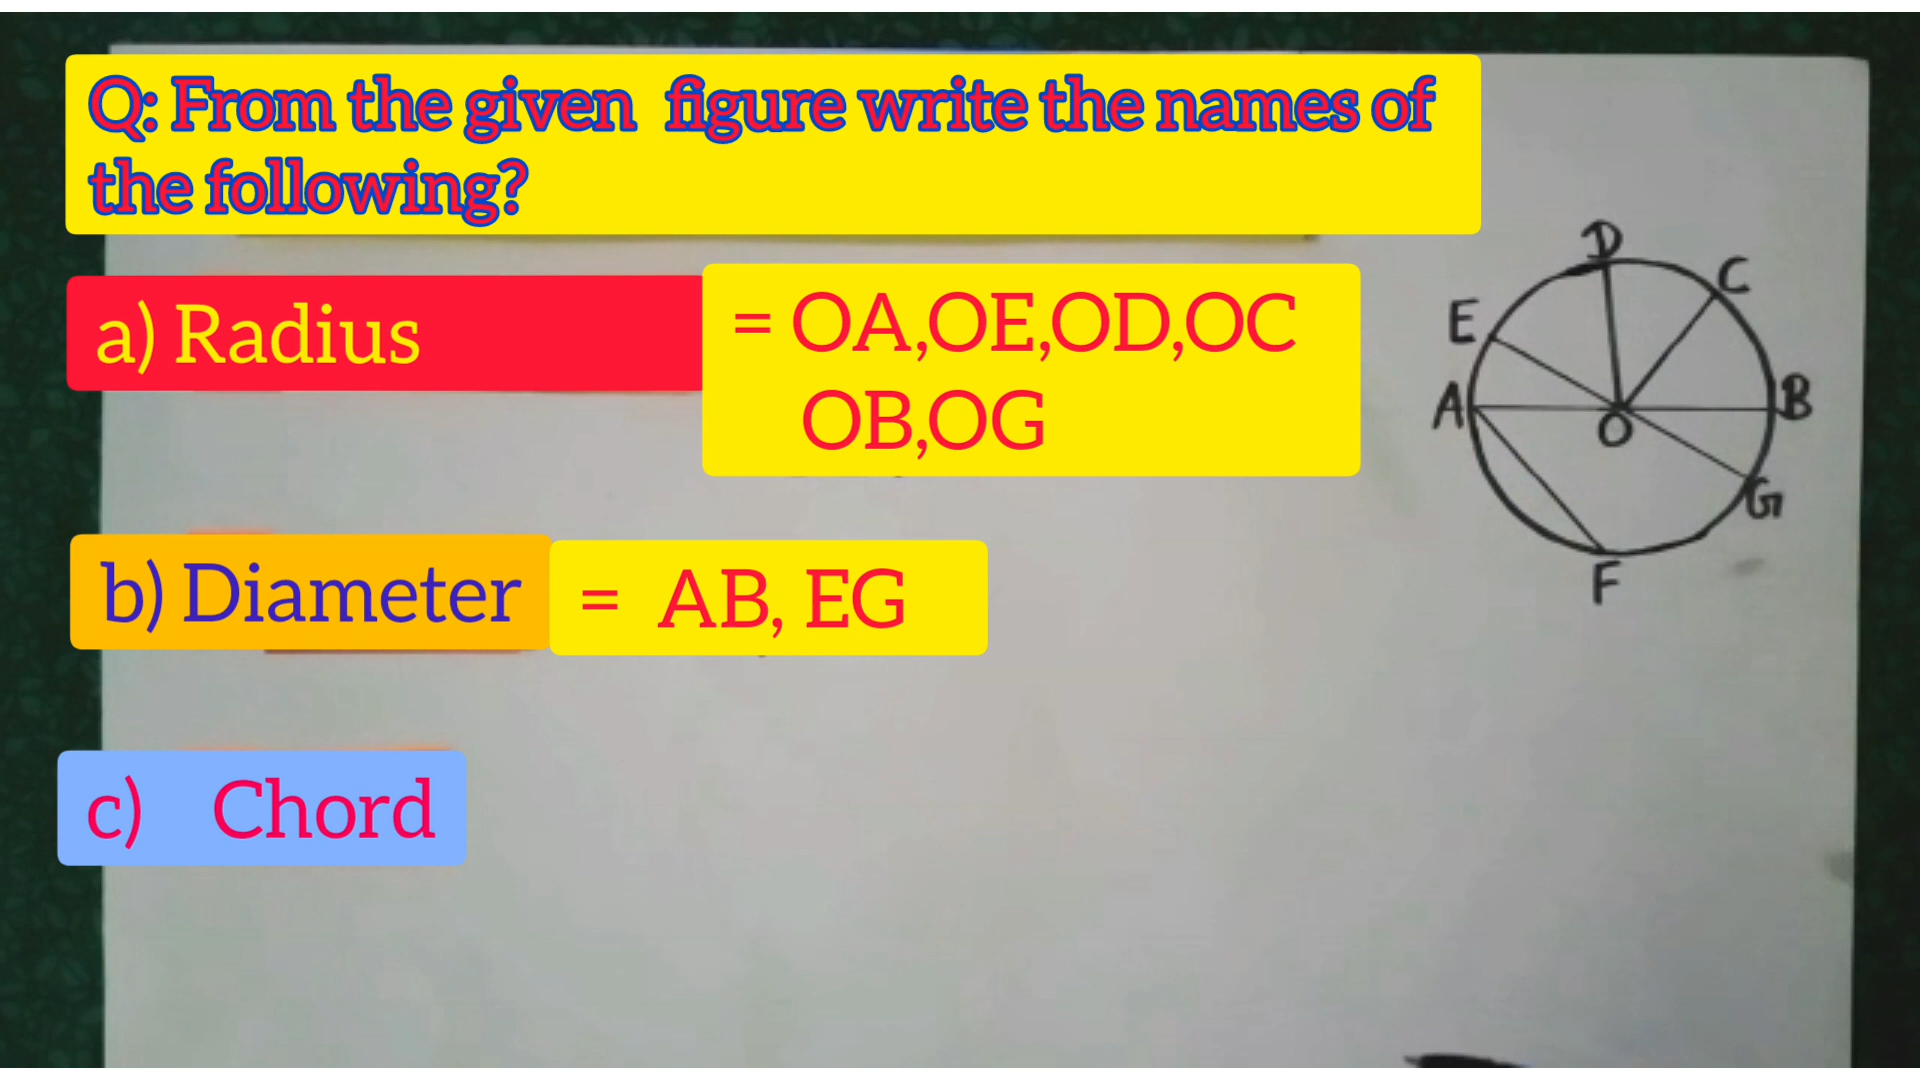 Q: From the given figure write the names of
the following?
a) Radius
= OA,OE,OD,OC
OB,OG
b) Diameter
= AB, EG
c) Chord
D
C
E
A
B
O
G
F